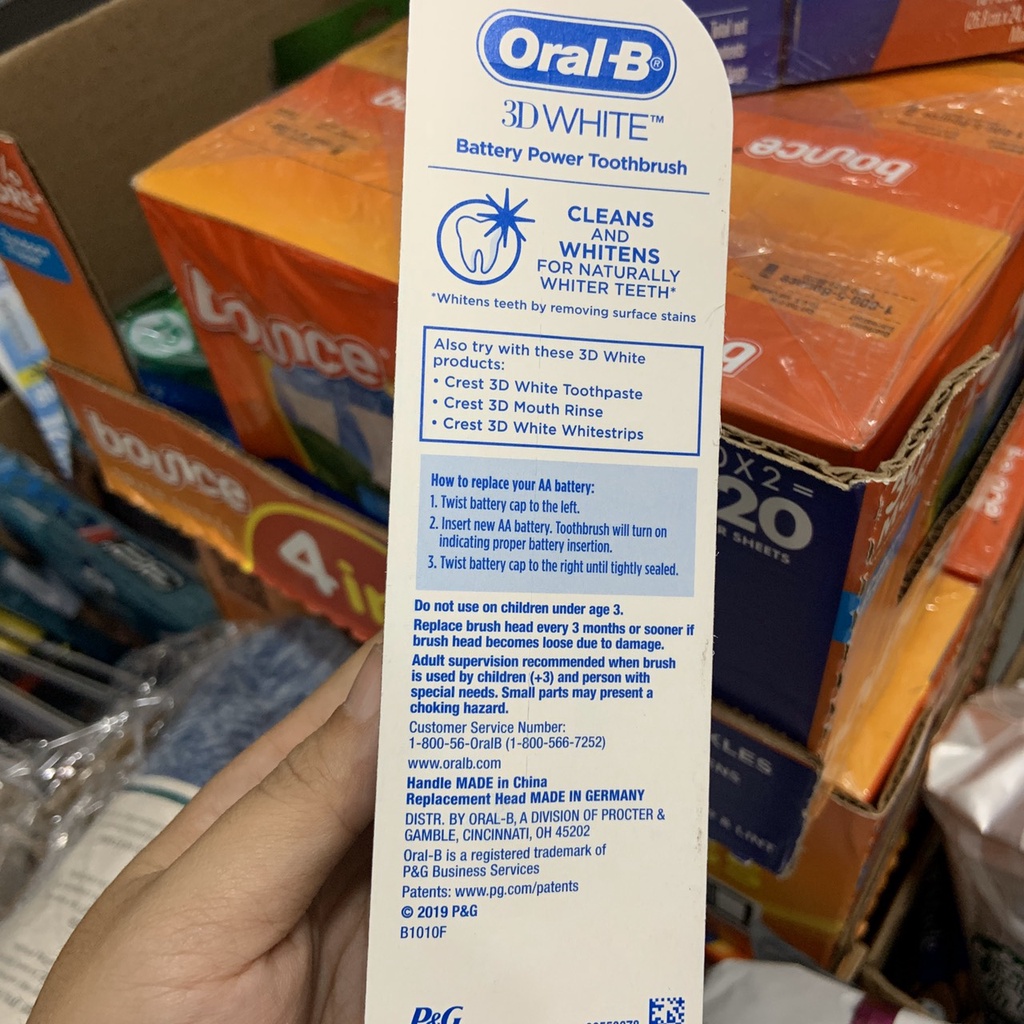 Oral-B®
3D WHITE™
Battery Power Toothbrush
CLEANS
AND
WHITENS
FOR NATURALLY
WHITER TEETH*
*Whitens teeth by removing surface stains
Also try with these 3D White
products:
• Crest 3D White Toothpaste
• Crest 3D Mouth Rinse
• Crest 3D White Whitestrips
How to replace your AA battery:
1. Twist battery cap to the left.
2. Insert new AA battery. Toothbrush will turn on
indicating proper battery insertion.
3. Twist battery cap to the right until tightly sealed.
Do not use on children under age 3.
Replace brush head every 3 months or sooner if
brush head becomes loose due to damage.
Adult supervision recommended when brush
is used by children (+3) and person with
special needs. Small parts may present a
choking hazard.
Customer Service Number:
1-800-56-OralB (1-800-566-7252)
www.oralb.com
Handle MADE in China
Replacement Head MADE IN GERMANY
DISTR. BY ORAL-B, A DIVISION OF PROCTER &
GAMBLE, CINCINNATI, OH 45202
Oral-B is a registered trademark of
P&G Business Services
Patents: www.pg.com/patents
© 2019 P&G
B1010F
P&G
bounce
bounce
bounce
4 in
X 2 =
20
SHEETS
& LINT